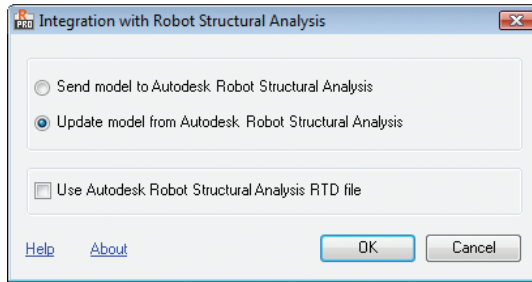 R
PRO
Integration with Robot Structural Analysis
Send model to Autodesk Robot Structural Analysis
Update model from Autodesk Robot Structural Analysis
Use Autodesk Robot Structural Analysis RTD file
Help About OK Cancel